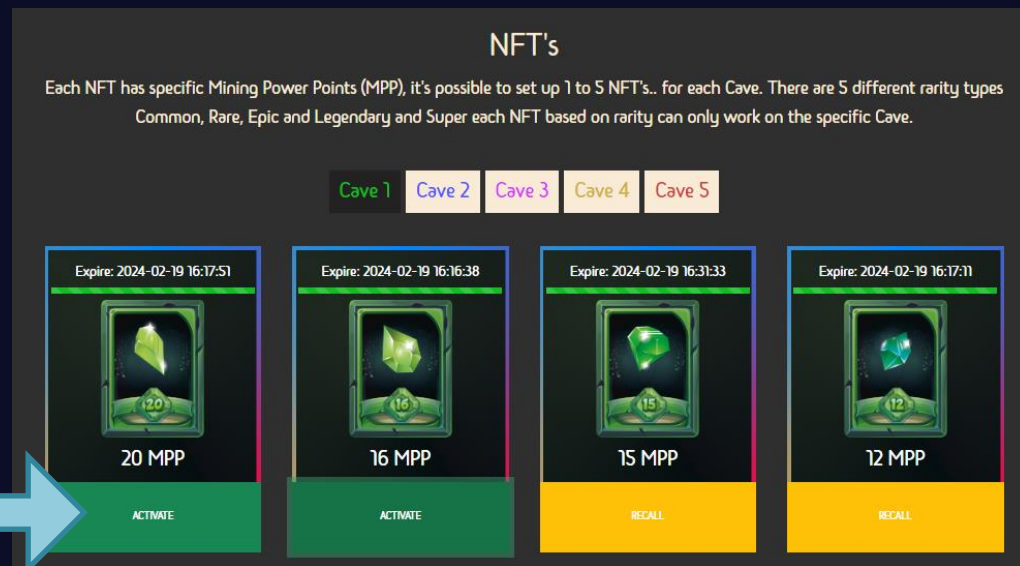 NFT's
Each NFT has specific Mining Power Points (MPP), it's possible to set up 1 to 5 NFT's.. for each Cave. There are 5 different rarity types
Common, Rare, Epic and Legendary and Super each NFT based on rarity can only work on the specific Cave.
Cave 1 Cave 2 Cave 3 Cave 4 Cave 5
Expire: 2024-02-19 16:17:51 Expire: 2024-02-19 16:16:38 Expire: 2024-02-19 16:31:33 Expire: 2024-02-19 16:17:11
20 16 15 12
20 MPP 16 MPP 15 MPP 12 MPP
ACTIVATE ACTIVATE RECALL RECALL